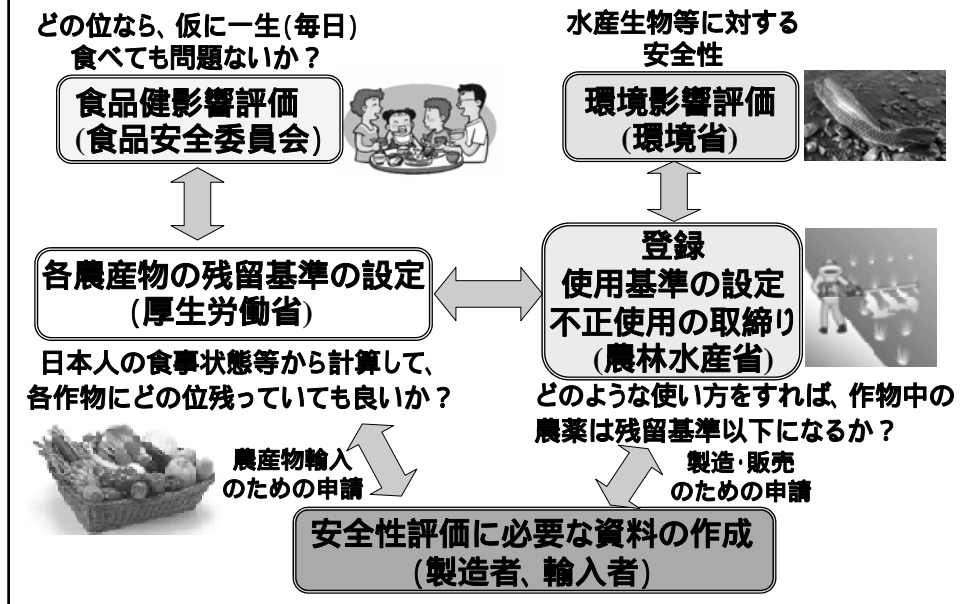 どの位なら、仮に一生(毎日)
食べても問題ないか？
食品健影響評価
(食品安全委員会)
水産生物等に対する
安全性
環境影響評価
(環境省)
各農産物の残留基準の設定
(厚生労働省)
登録
使用基準の設定
不正使用の取締り
(農林水産省)
日本人の食事状態等から計算して、
各作物にどの位残っていても良いか？
どのような使い方をすれば、作物中の
農薬は残留基準以下になるか？
農産物輸入
のための申請
製造・販売
のための申請
安全性評価に必要な資料の作成
(製造者、輸入者)